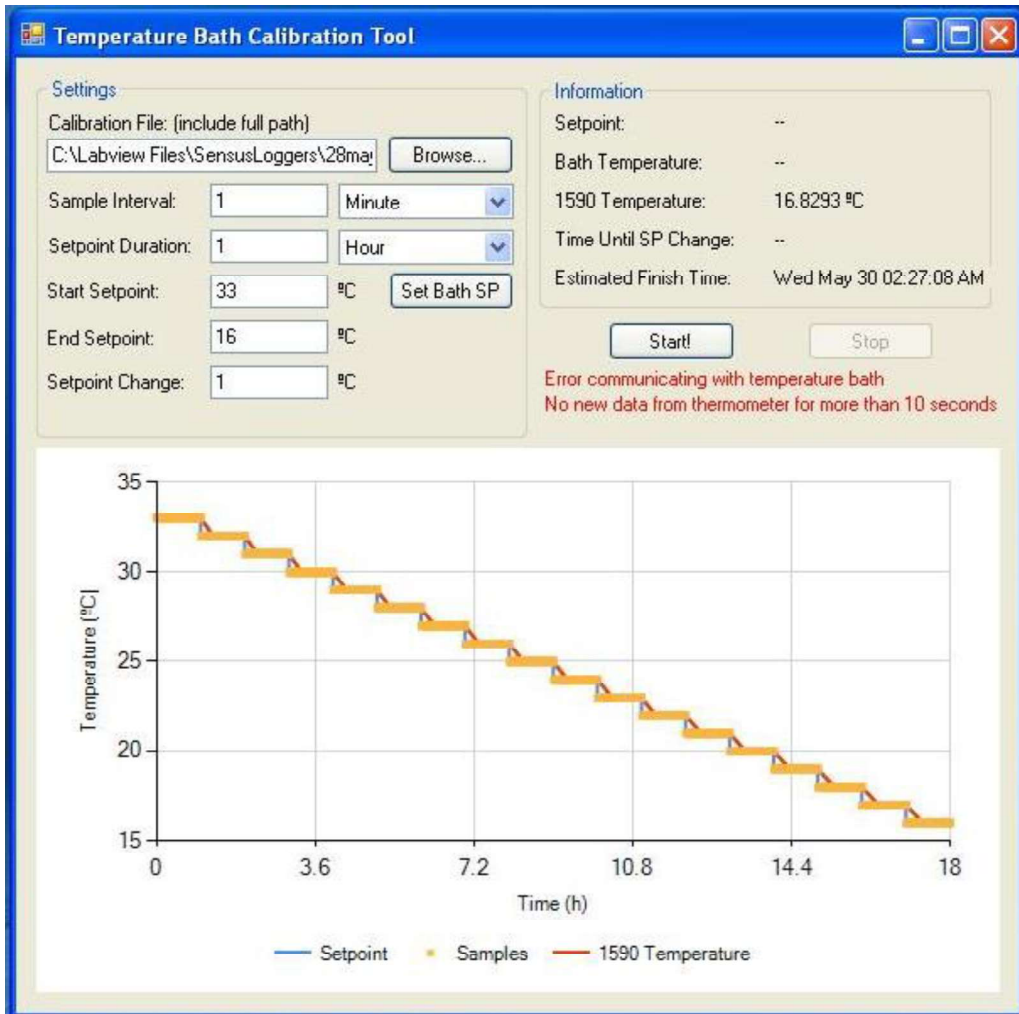 Temperature Bath Calibration Tool
Settings
Calibration File: (include full path)
C:\Labview Files\SensusLoggers\28may
Browse...
Sample Interval:
1
Minute
Setpoint Duration:
1
Hour
Start Setpoint:
33
ºC
Set Bath SP
End Setpoint:
16
ºC
Setpoint Change:
1
ºC
Information
Setpoint:
--
Bath Temperature:
--
1590 Temperature:
16.8293 ºC
Time Until SP Change:
--
Estimated Finish Time:
Wed May 30 02:27:08 AM
Start!
Stop
Error communicating with temperature bath
No new data from thermometer for more than 10 seconds
35
30
25
20
15
Temperature (ºC)
0
3.6
7.2
10.8
14.4
18
Time (h)
Setpoint
Samples
1590 Temperature